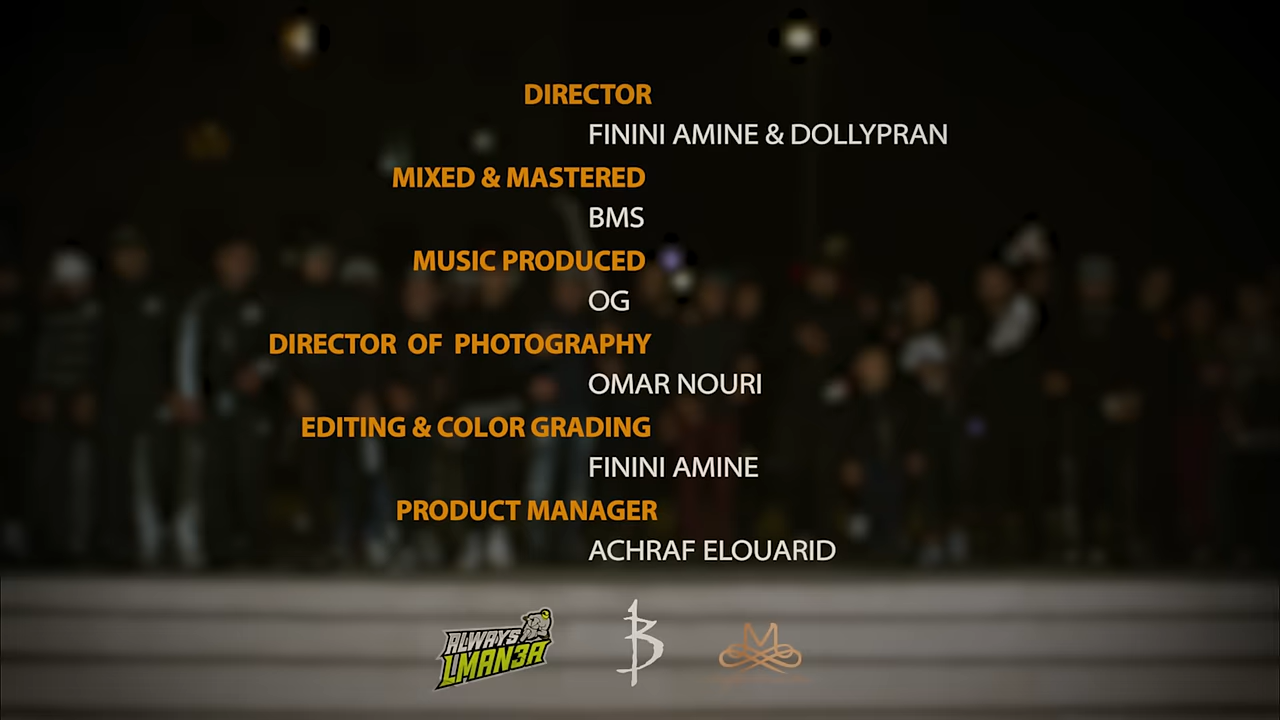 DIRECTOR
FININI AMINE & DOLLYPRAN
MIXED & MASTERED
BMS
MUSIC PRODUCED
OG
DIRECTOR OF PHOTOGRAPHY
OMAR NOURI
EDITING & COLOR GRADING
FININI AMINE
PRODUCT MANAGER
ACHRAF ELOUARID
ALWAYS
LMAN3A
B
M